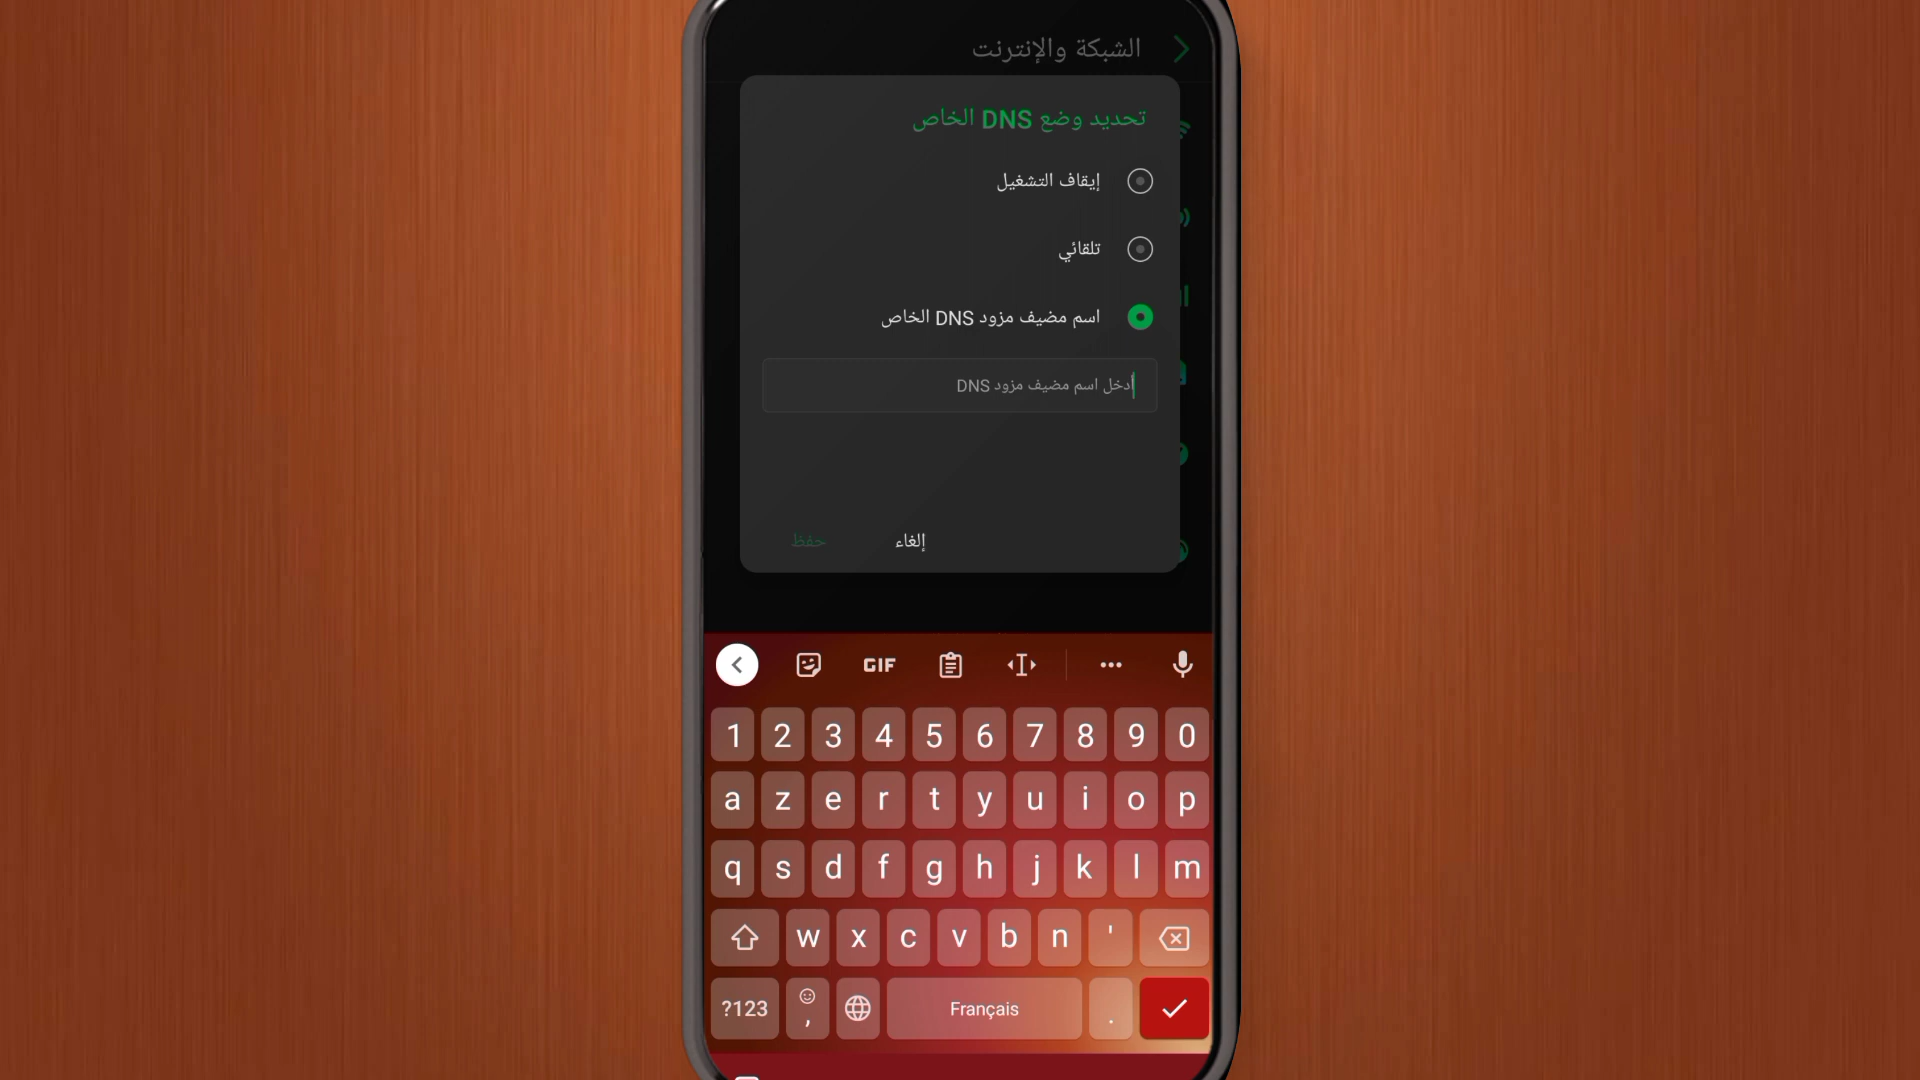 الشبكة والإنترنت
تحديد وضع DNS الخاص
إيقاف التشغيل
تلقائي
اسم مضيف مزود DNS الخاص
أدخل اسم مضيف مزود DNS
إلغاء
حفظ
GIF
1 2 3 4 5 6 7 8 9 0
a z e r t y u i o p
q s d f g h j k l m
w x c v b n '
?123 , Français .